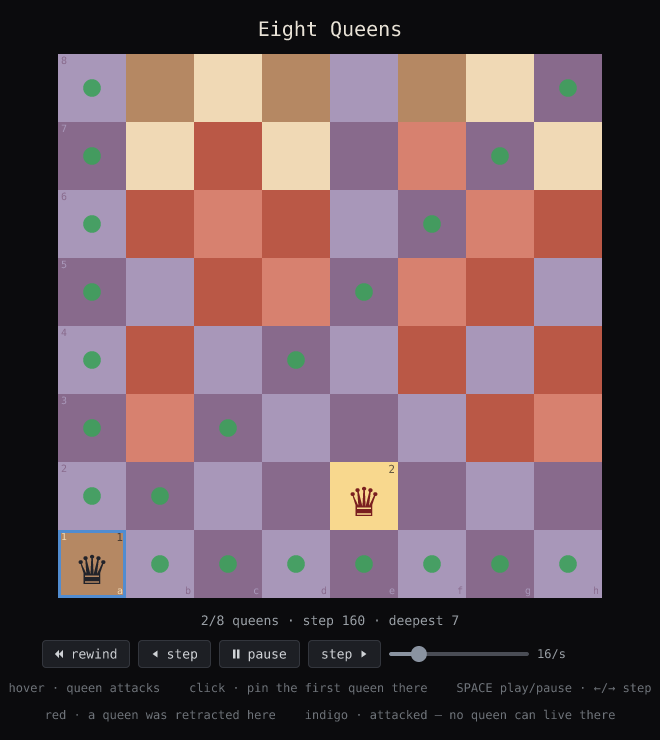 Eight Queens
8
7
6
5
4
3
2
2
1 1
a b c d e f g h
2/8 queens · step 160 · deepest 7
rewind step pause step 16/s
hover · queen attacks click · pin the first queen there SPACE play/pause · ←/→ step
red · a queen was retracted here indigo · attacked — no queen can live there